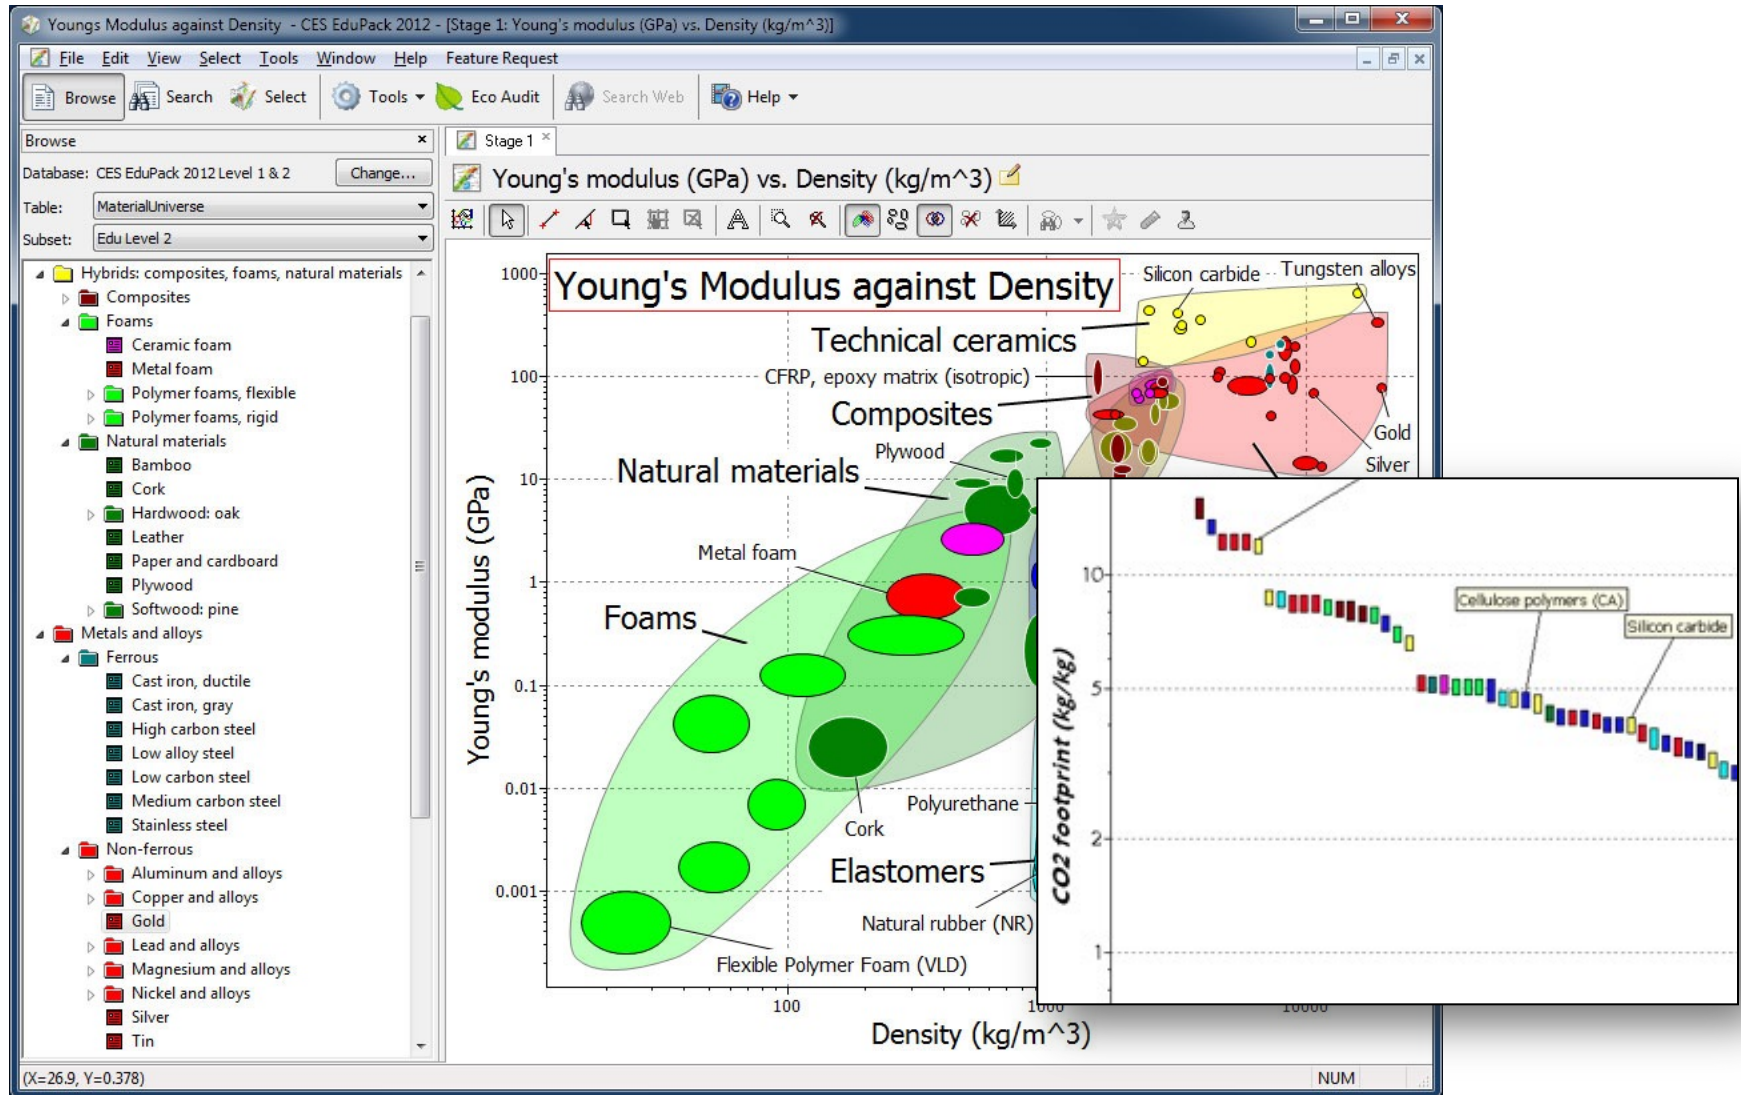 Youngs Modulus against Density - CES EduPack 2012 - [Stage 1: Young's modulus (GPa) vs. Density (kg/m^3)]
File Edit View Select Tools Window Help Feature Request
Browse Search Select Tools Eco Audit Search Web Help
Browse
Database: CES EduPack 2012 Level 1 & 2 Change...
Table: MaterialUniverse
Subset: Edu Level 2
Hybrids: composites, foams, natural materials
Composites
Foams
Ceramic foam
Metal foam
Polymer foams, flexible
Polymer foams, rigid
Natural materials
Bamboo
Cork
Hardwood: oak
Leather
Paper and cardboard
Plywood
Softwood: pine
Metals and alloys
Ferrous
Cast iron, ductile
Cast iron, gray
High carbon steel
Low alloy steel
Low carbon steel
Medium carbon steel
Stainless steel
Non-ferrous
Aluminum and alloys
Copper and alloys
Gold
Lead and alloys
Magnesium and alloys
Nickel and alloys
Silver
Tin
Stage 1
Young's modulus (GPa) vs. Density (kg/m^3)
Young's Modulus against Density
Silicon carbide
Tungsten alloys
Technical ceramics
CFRP, epoxy matrix (isotropic)
Composites
Plywood
Natural materials
Gold
Silver
Metal foam
Foams
Cork
Polyurethane
Elastomers
Natural rubber (NR)
Flexible Polymer Foam (VLD)
Young's modulus (GPa)
1000
100
10
1
0.1
0.01
0.001
100
1000
10000
Density (kg/m^3)
CO2 footprint (kg/kg)
10
5
2
1
Cellulose polymers (CA)
Silicon carbide
(X=26.9, Y=0.378)
NUM